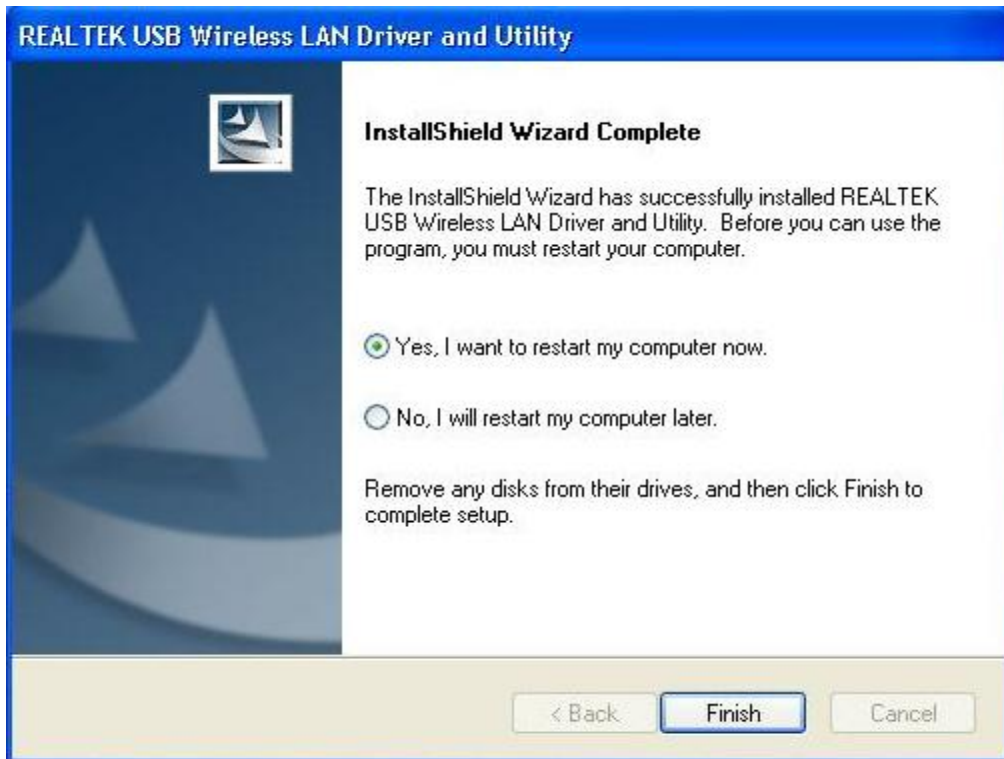 REALTEK USB Wireless LAN Driver and Utility
InstallShield Wizard Complete
The InstallShield Wizard has successfully installed REALTEK
USB Wireless LAN Driver and Utility. Before you can use the
program, you must restart your computer.
Yes, I want to restart my computer now.
No, I will restart my computer later.
Remove any disks from their drives, and then click Finish to
complete setup.
< Back
Finish
Cancel